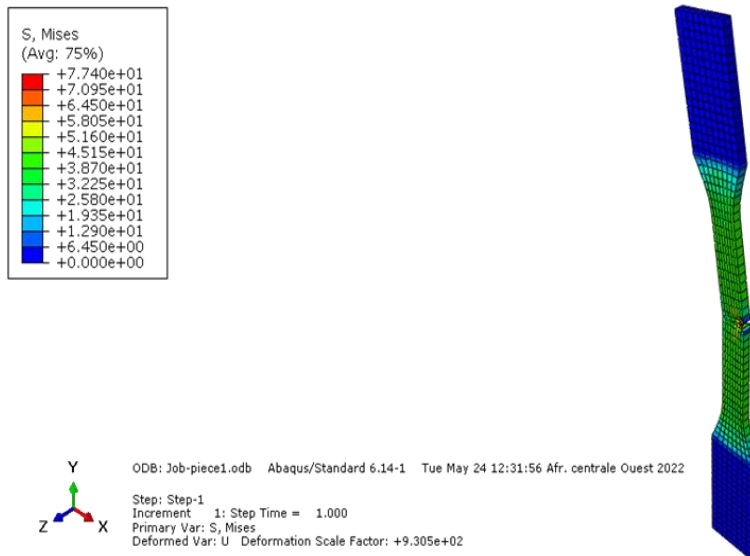 S, Mises
(Avg: 75%)
+7.740e+01
+7.095e+01
+6.450e+01
+5.805e+01
+5.160e+01
+4.515e+01
+3.870e+01
+3.225e+01
+2.580e+01
+1.935e+01
+1.290e+01
+6.450e+00
+0.000e+00
Y
Z
X
ODB: Job-piece1.odb Abaqus/Standard 6.14-1 Tue May 24 12:31:56 Afr. centrale Ouest 2022
Step: Step-1
Increment 1: Step Time = 1.000
Primary Var: S, Mises
Deformed Var: U Deformation Scale Factor: +9.305e+02